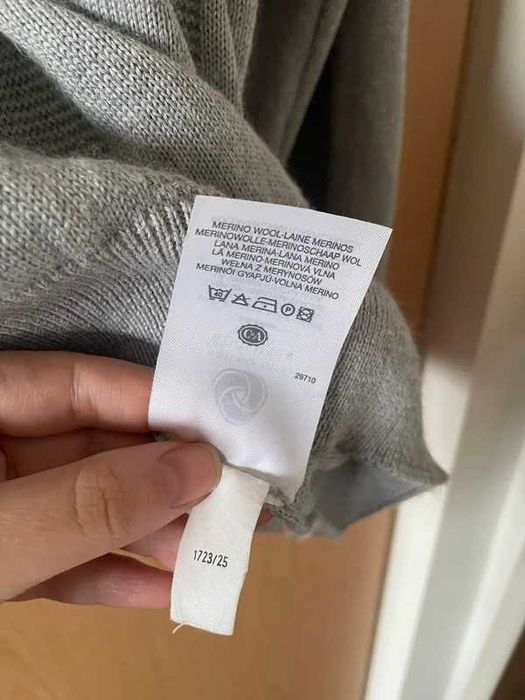 MERINO WOOL-LAINE MERINOS
MERINOWOLLE-MERINOSCHAAP WOL
LANA MERINA-LANA MERINO
LÃ MERINO-MERINOVÁ VLNA
WEŁNA Z MERYNOSÓW
MERINÓI GYAPJÚ-VOLNA MERINO
40 P
C&A
29710
1723/25